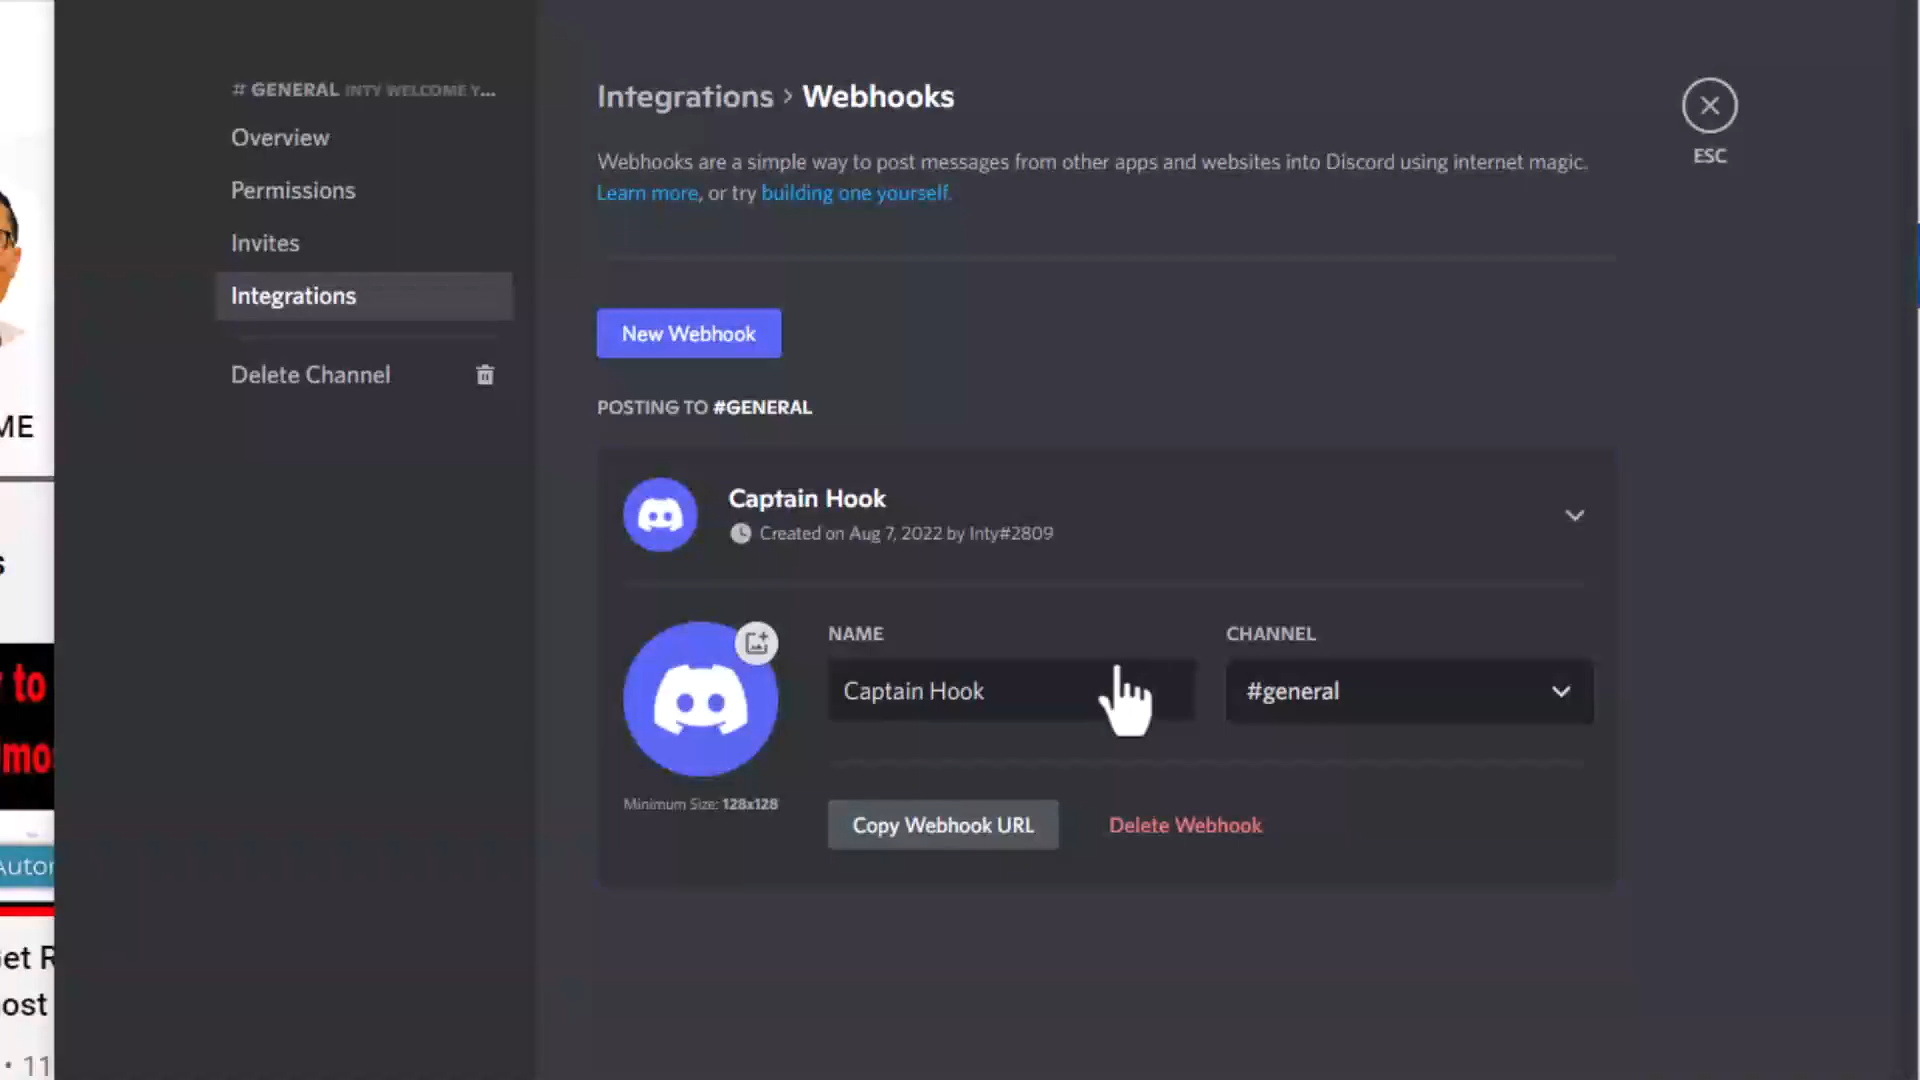 # GENERAL INTY WELCOME Y...
Overview
Permissions
Invites
Integrations
Delete Channel
Integrations > Webhooks
ESC
Webhooks are a simple way to post messages from other apps and websites into Discord using internet magic.
Learn more, or try building one yourself.
New Webhook
POSTING TO #GENERAL
Captain Hook
Created on Aug 7, 2022 by Inty#2809
NAME
CHANNEL
Captain Hook
#general
Minimum Size: 128x128
Copy Webhook URL
Delete Webhook
ME
s
to
Autor
et R
ost
• 11